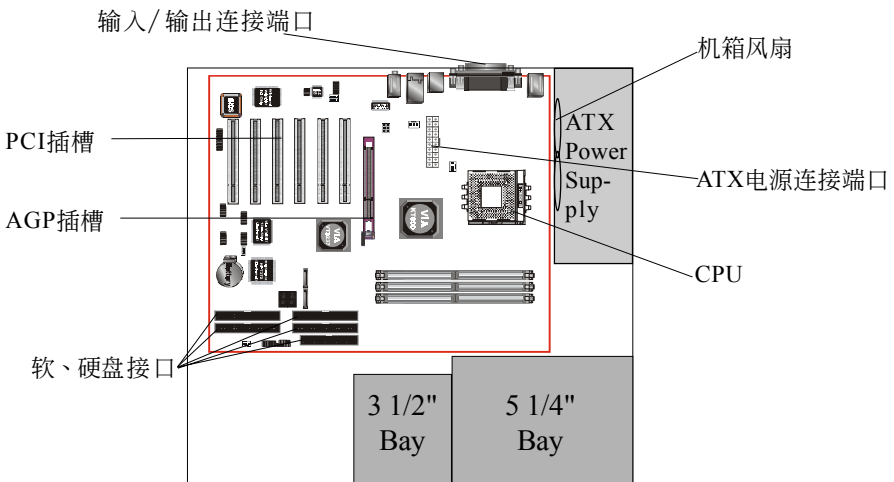 输入/输出连接端口
机箱风扇
ATX
Power
Sup-
ply
PCI插槽
ATX电源连接端口
AGP插槽
VIA
VIA
CPU
软、硬盘接口
3 1/2"
Bay
5 1/4"
Bay